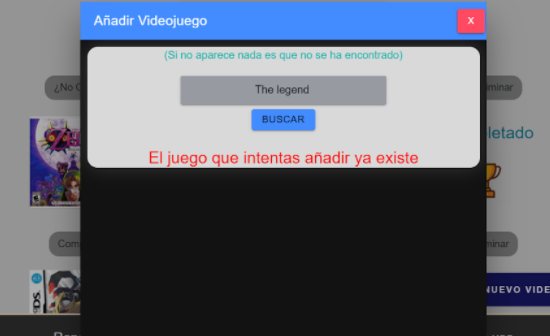 Añadir Videojuego
X
(Si no aparece nada es que no se ha encontrado)
The legend
BUSCAR
El juego que intentas añadir ya existe
¿No
minar
letado
Com
minar
NUEVO VIDE
DS